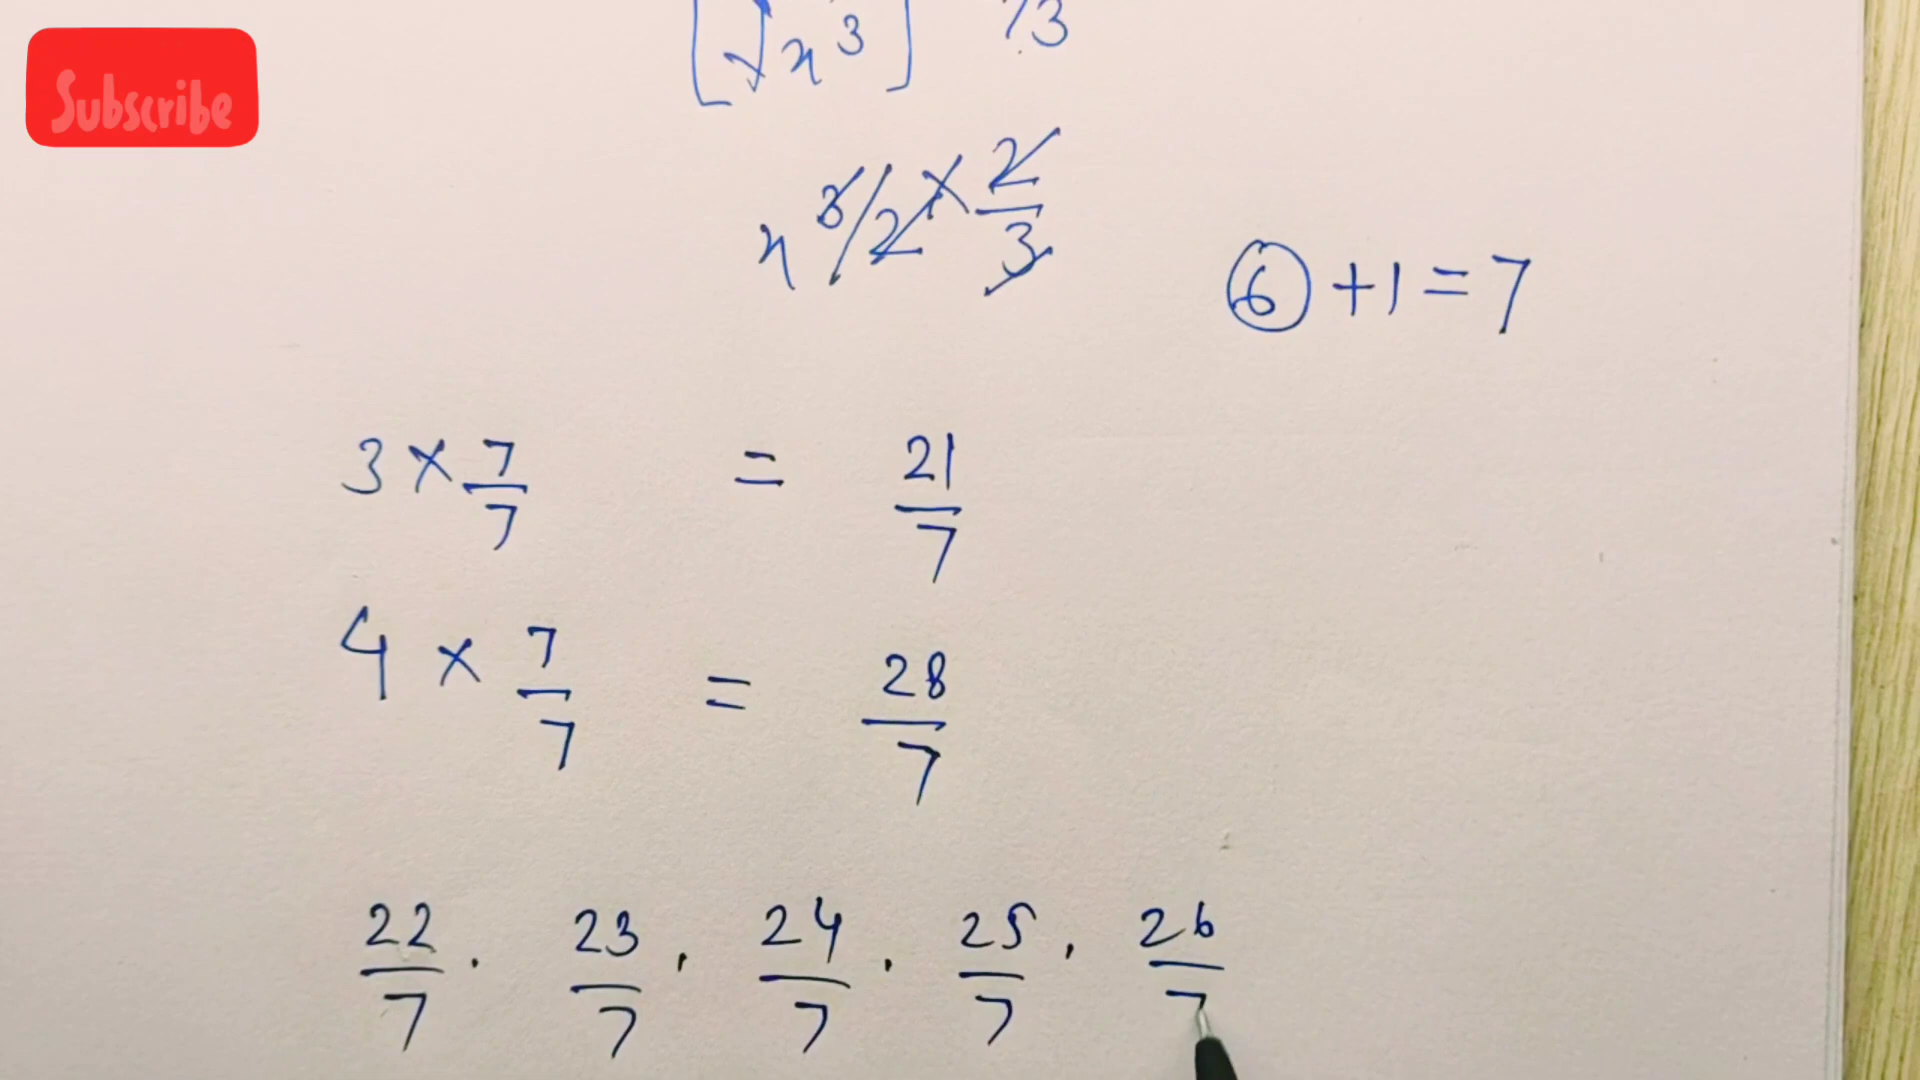 Subscribe
[√x³] 2/3
x 3/2 × 2/3
6 + 1 = 7
3 × 7/7 = 21/7
4 × 7/7 = 28/7
22/7 . 23/7 , 24/7 , 25/7 , 26/7